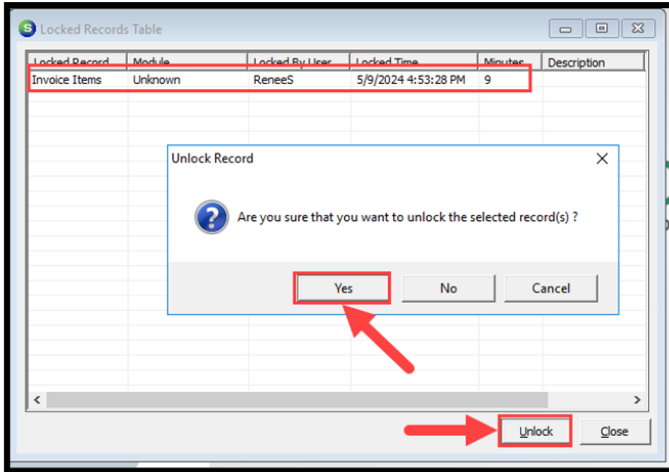 S Locked Records Table
Locked Record Module Locked By User Locked Time Minutes Description
Invoice Items Unknown ReneeS 5/9/2024 4:53:28 PM 9
Unlock Record
Are you sure that you want to unlock the selected record(s) ?
Yes No Cancel
Unlock Close